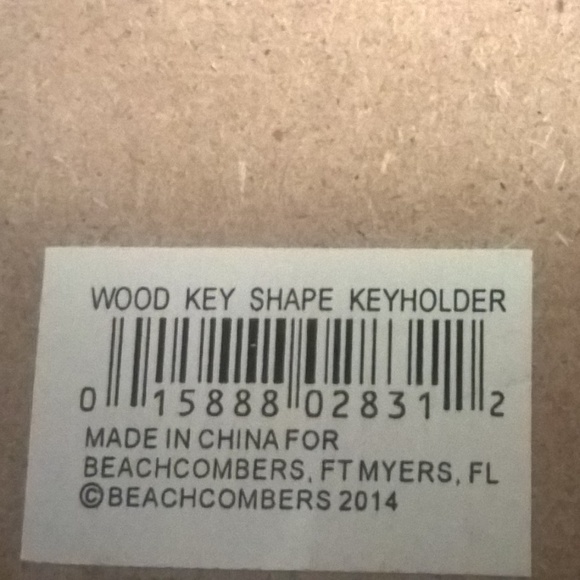 WOOD KEY SHAPE KEYHOLDER
0 15888 02831 2
MADE IN CHINA FOR
BEACHCOMBERS, FT MYERS, FL
©BEACHCOMBERS 2014